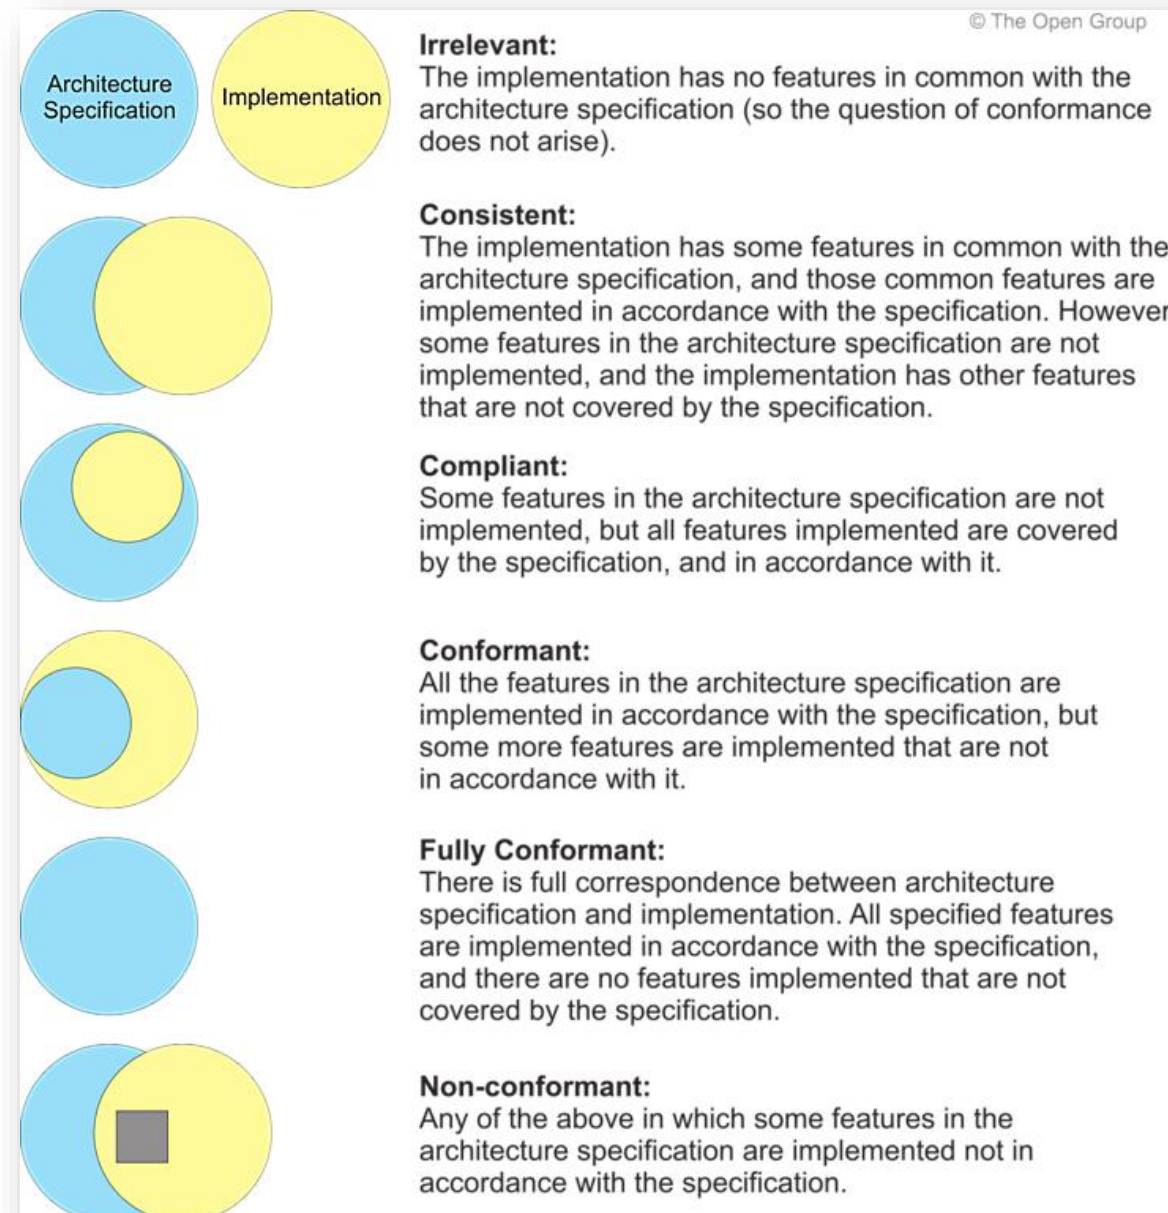 © The Open Group
Architecture
Specification
Implementation
Irrelevant:
The implementation has no features in common with the
architecture specification (so the question of conformance
does not arise).
Consistent:
The implementation has some features in common with the
architecture specification, and those common features are
implemented in accordance with the specification. However
some features in the architecture specification are not
implemented, and the implementation has other features
that are not covered by the specification.
Compliant:
Some features in the architecture specification are not
implemented, but all features implemented are covered
by the specification, and in accordance with it.
Conformant:
All the features in the architecture specification are
implemented in accordance with the specification, but
some more features are implemented that are not
in accordance with it.
Fully Conformant:
There is full correspondence between architecture
specification and implementation. All specified features
are implemented in accordance with the specification,
and there are no features implemented that are not
covered by the specification.
Non-conformant:
Any of the above in which some features in the
architecture specification are implemented not in
accordance with the specification.